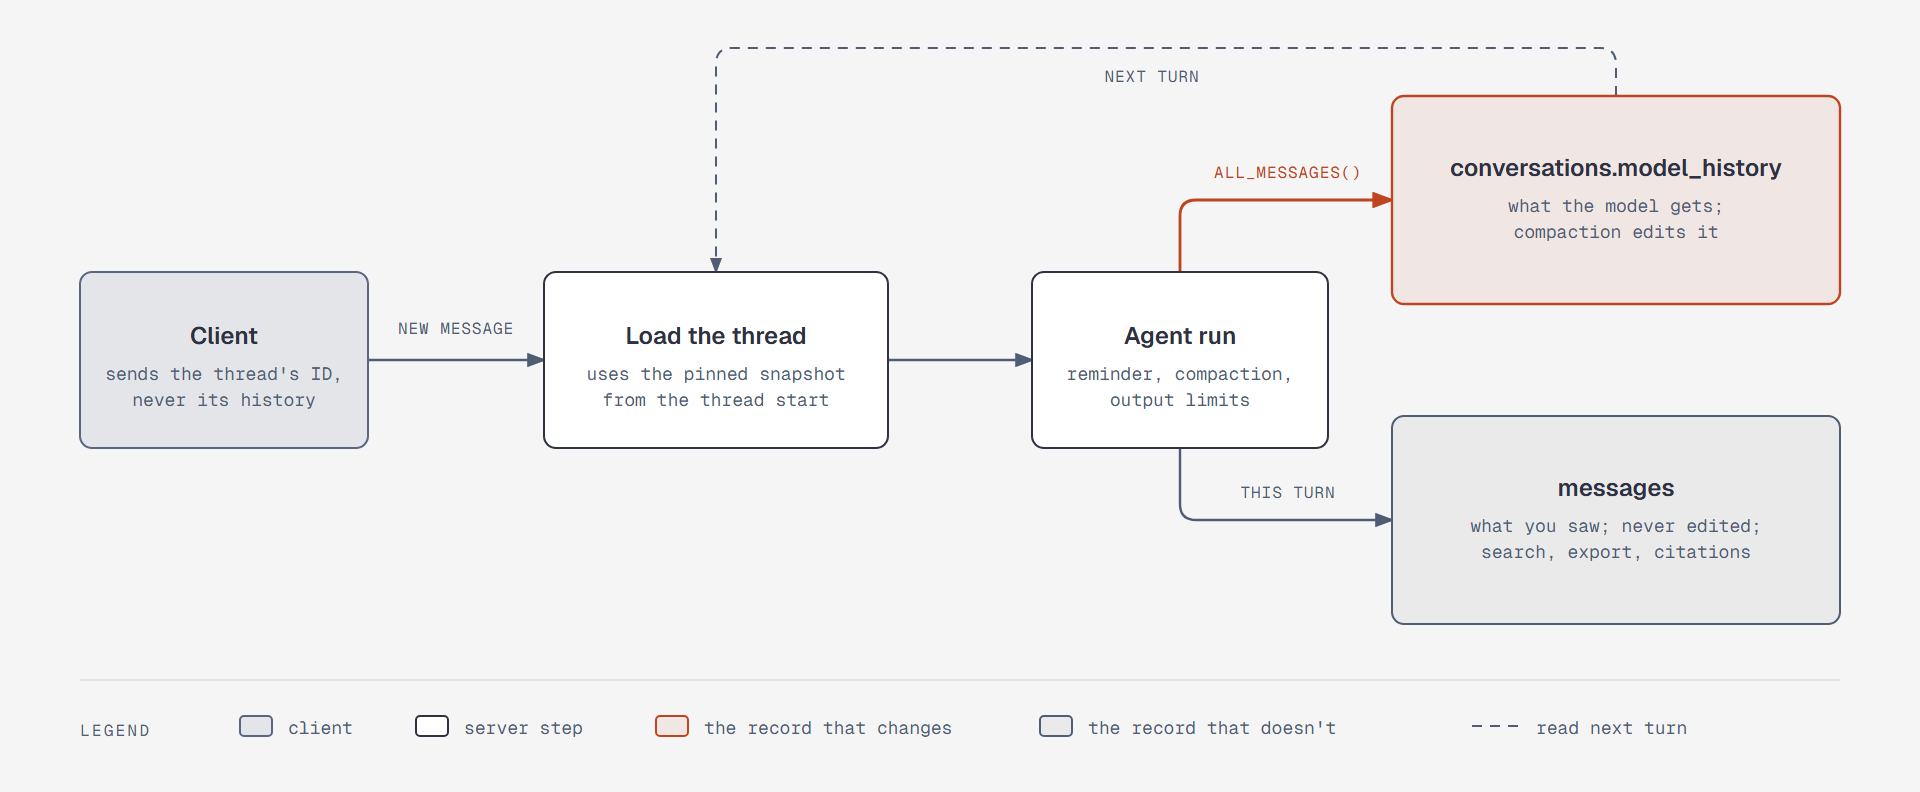 NEXT TURN
ALL_MESSAGES()
conversations.model_history
what the model gets;
compaction edits it
Client
sends the thread's ID,
never its history
NEW MESSAGE
Load the thread
uses the pinned snapshot
from the thread start
Agent run
reminder, compaction,
output limits
THIS TURN
messages
what you saw; never edited;
search, export, citations
LEGEND
client
server step
the record that changes
the record that doesn't
read next turn